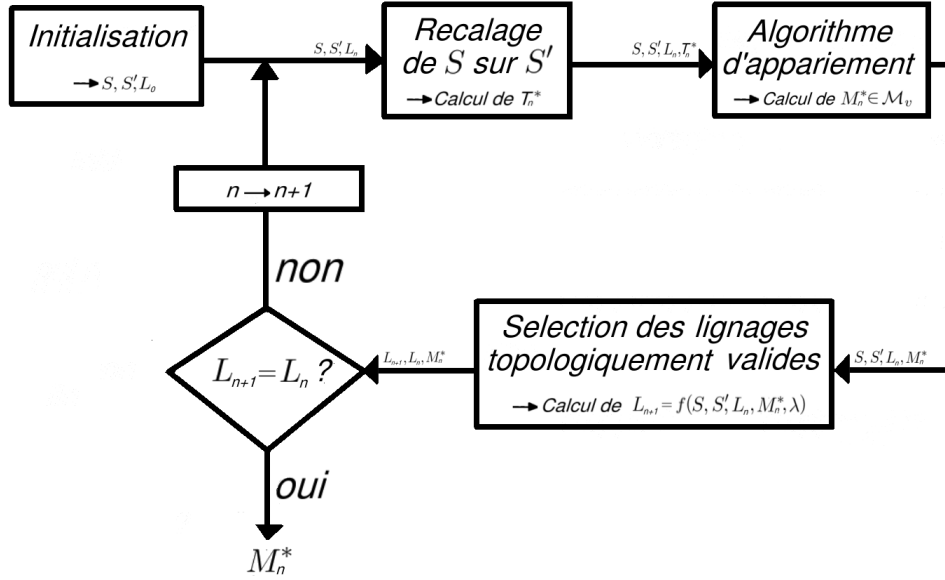 Initialisation
→ S, S', L₀
S, S', Lₙ
Recalage
de S sur S'
→ Calcul de Tₙ*
S, S', Lₙ, Tₙ*
Algorithme
d'appariement
→ Calcul de Mₙ* ∈ ℳᵥ
n → n+1
non
Lₙ₊₁ = Lₙ ?
Lₙ₊₁, Lₙ, Mₙ*
Selection des lignages
topologiquement valides
→ Calcul de Lₙ₊₁ = f(S, S', Lₙ, Mₙ*, λ)
S, S', Lₙ, Mₙ*
oui
Mₙ*